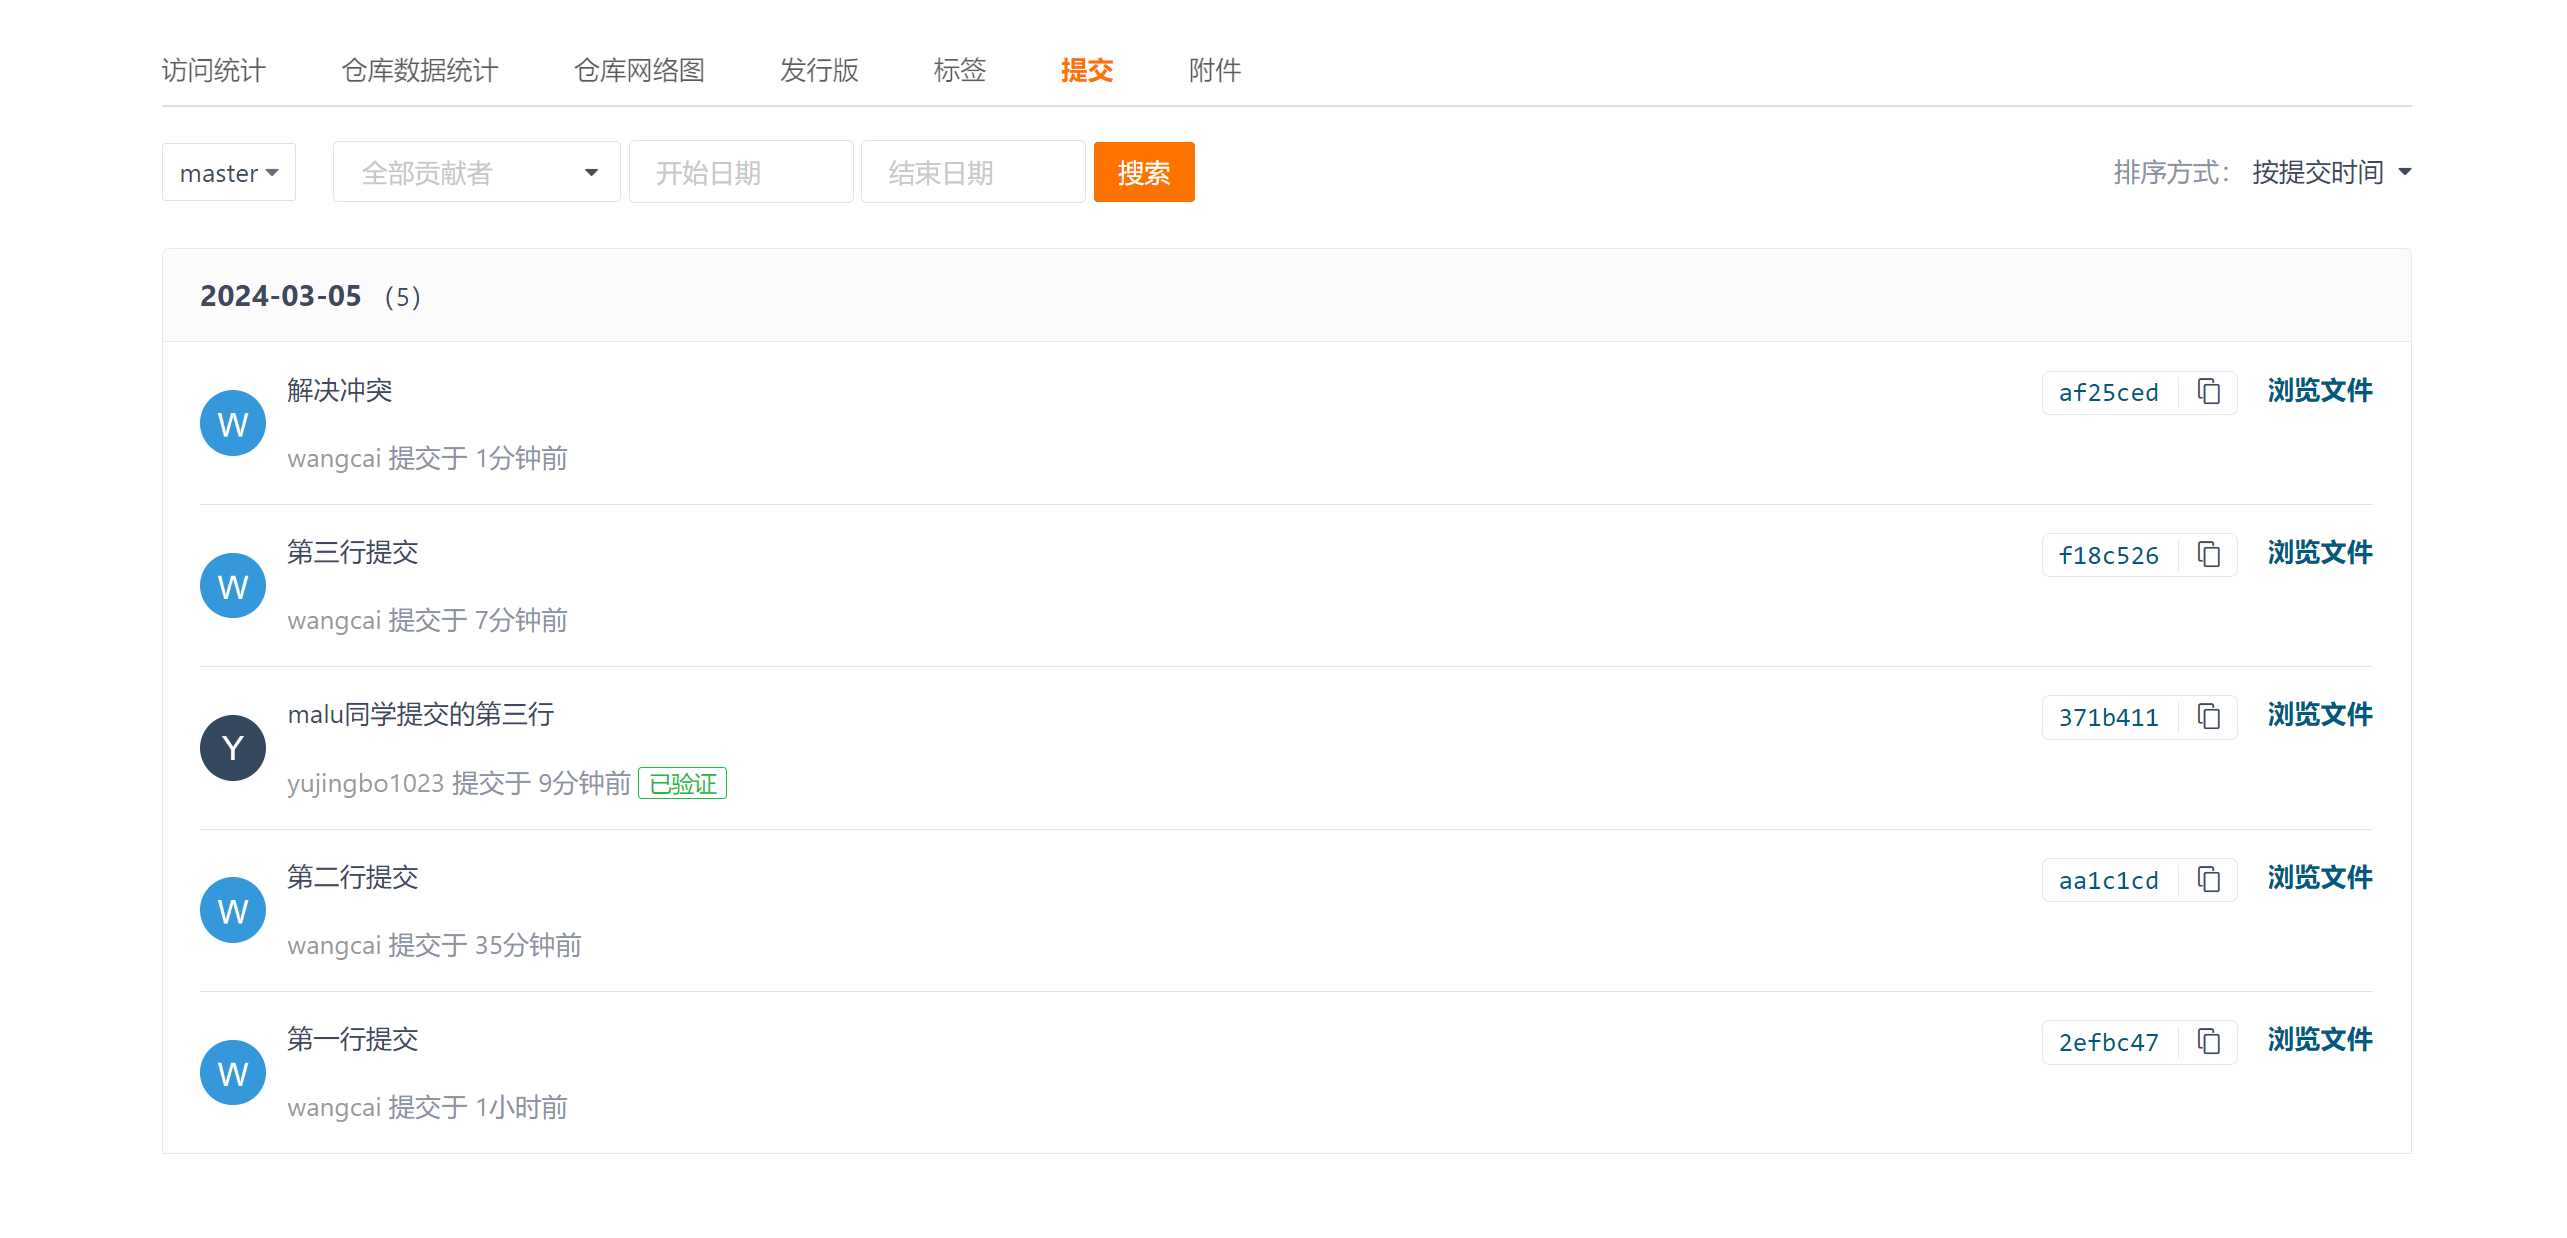 访问统计 仓库数据统计 仓库网络图 发行版 标签 提交 附件
master 全部贡献者 开始日期 结束日期 搜索 排序方式： 按提交时间
2024-03-05 (5)
W
解决冲突 af25ced 浏览文件
wangcai 提交于 1分钟前
W
第三行提交 f18c526 浏览文件
wangcai 提交于 7分钟前
Y
malu同学提交的第三行 371b411 浏览文件
yujingbo1023 提交于 9分钟前 已验证
W
第二行提交 aa1c1cd 浏览文件
wangcai 提交于 35分钟前
W
第一行提交 2efbc47 浏览文件
wangcai 提交于 1小时前